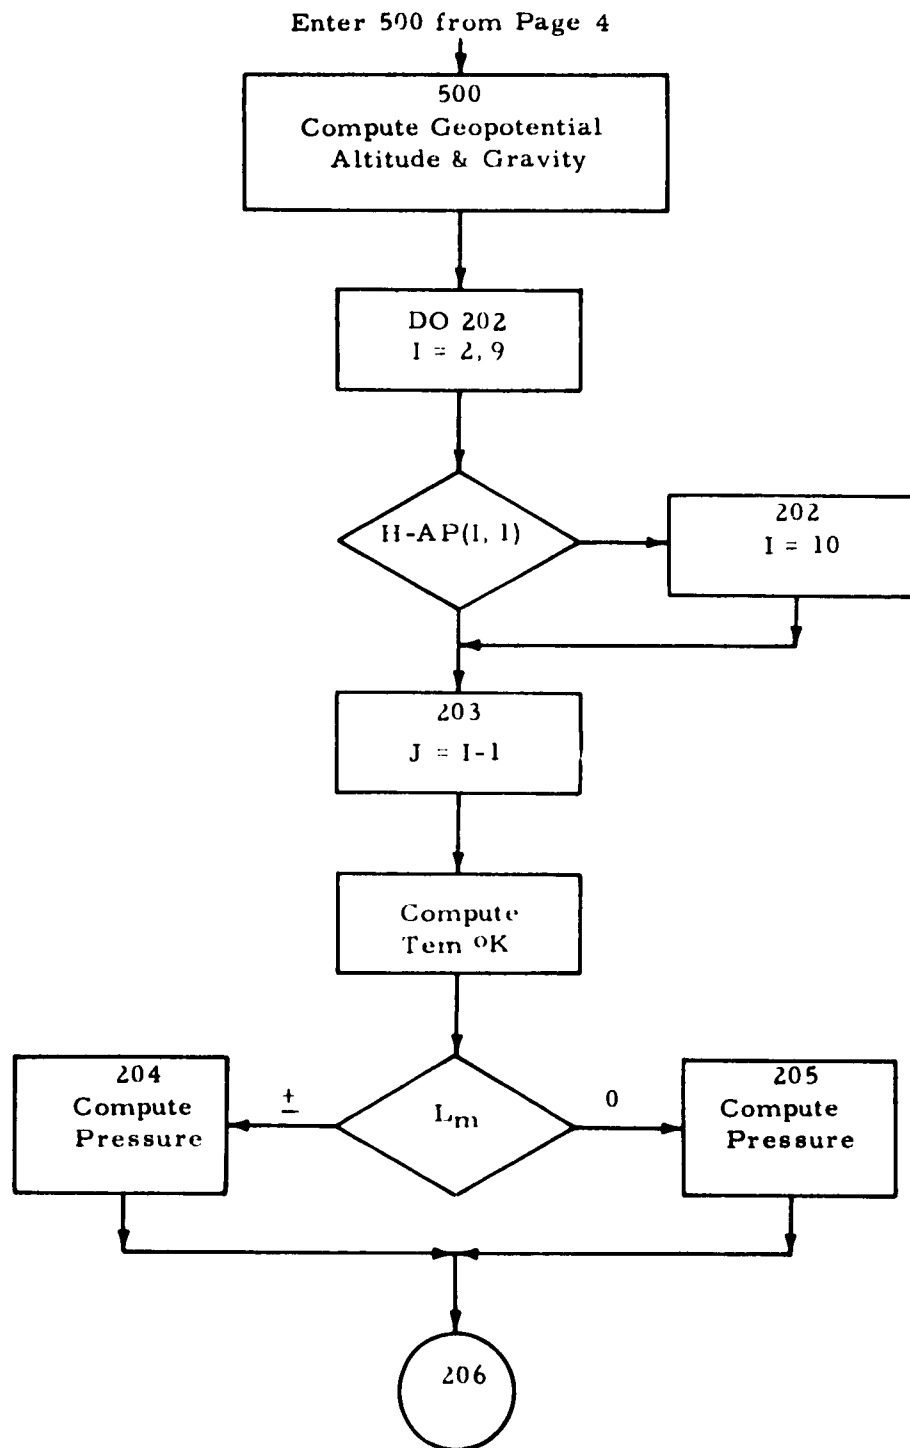 Enter 500 from Page 4
500
Compute Geopotential
Altitude & Gravity
DO 202
I = 2, 9
H-AP(I, 1)
202
I = 10
203
J = I-1
Compute
Tem °K
204
Compute
Pressure
±
Lm
0
205
Compute
Pressure
206